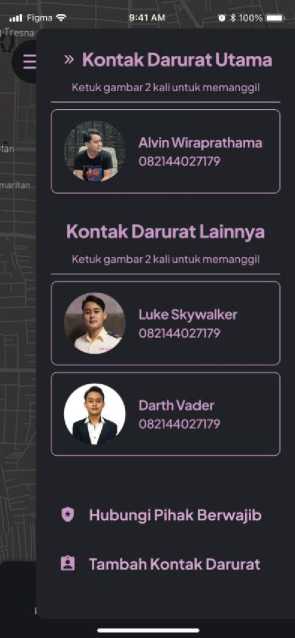 Figma
9:41 AM
100%
Tresna
Kontak Darurat Utama
Ketuk gambar 2 kali untuk memanggil
Alvin Wiraprathama
082144027179
Kontak Darurat Lainnya
Ketuk gambar 2 kali untuk memanggil
Luke Skywalker
082144027179
Darth Vader
082144027179
Hubungi Pihak Berwajib
Tambah Kontak Darurat